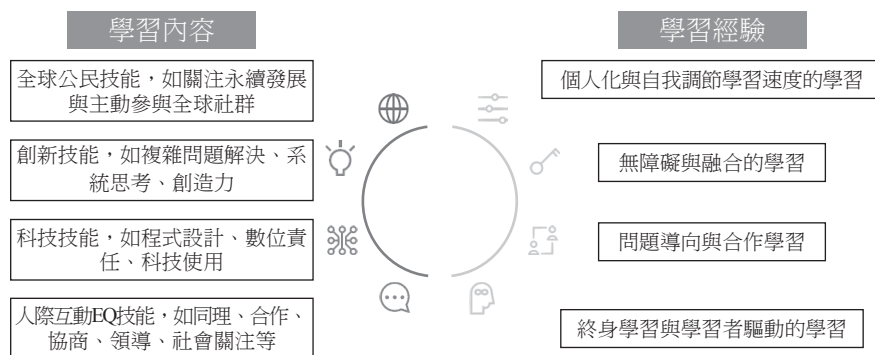 學習內容
全球公民技能，如關注永續發展
與主動參與全球社群
創新技能，如複雜問題解決、系
統思考、創造力
科技技能，如程式設計、數位責
任、科技使用
人際互動EQ技能，如同理、合作、
協商、領導、社會關注等
學習經驗
個人化與自我調節學習速度的學習
無障礙與融合的學習
問題導向與合作學習
終身學習與學習者驅動的學習